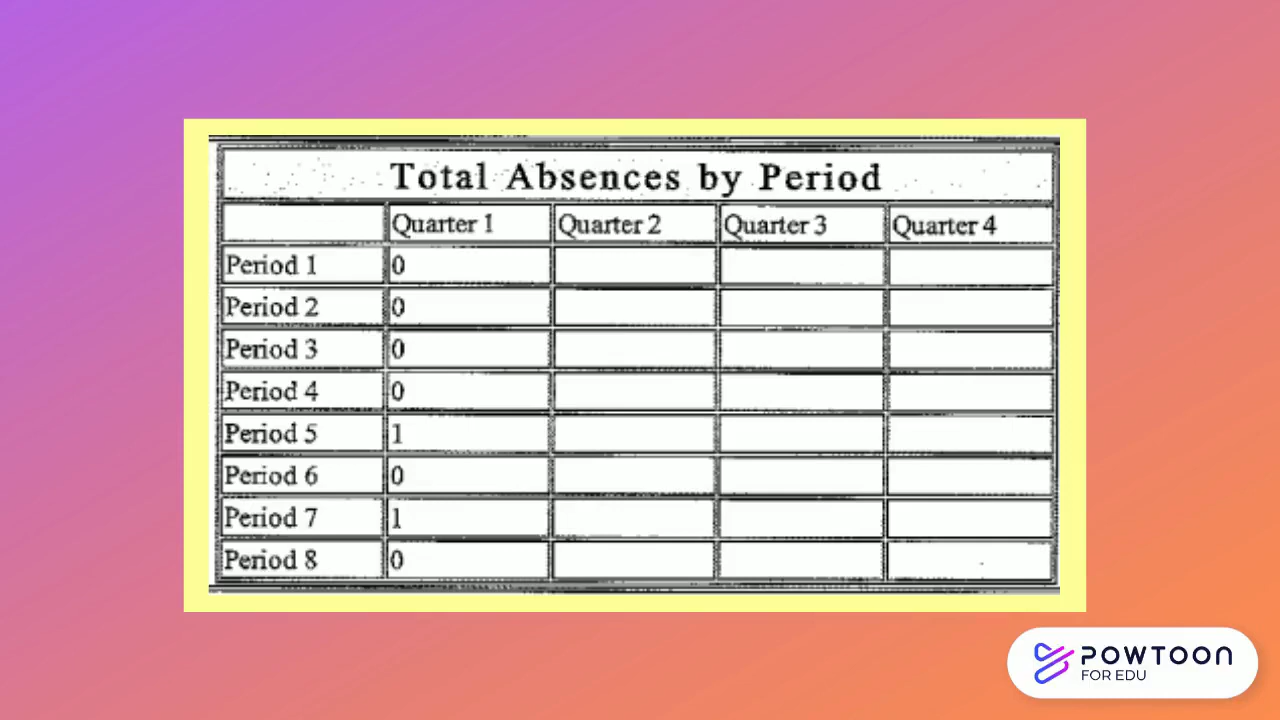 Total Absences by Period
Quarter 1 Quarter 2 Quarter 3 Quarter 4
Period 1 0
Period 2 0
Period 3 0
Period 4 0
Period 5 1
Period 6 0
Period 7 1
Period 8 0
POWTOON
FOR EDU